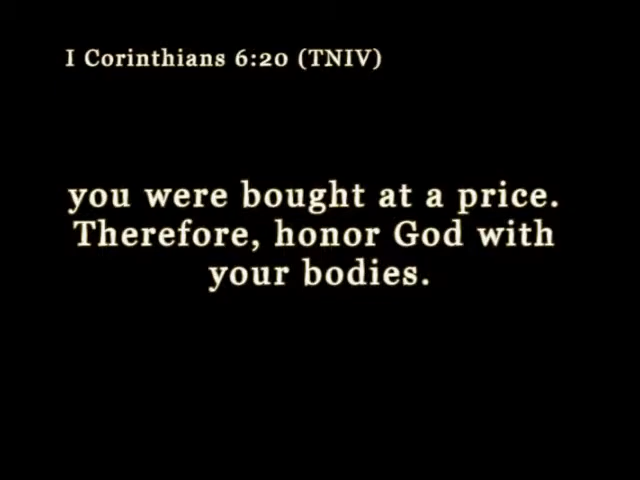 I Corinthians 6:20 (TNIV)
you were bought at a price.
Therefore, honor God with
your bodies.